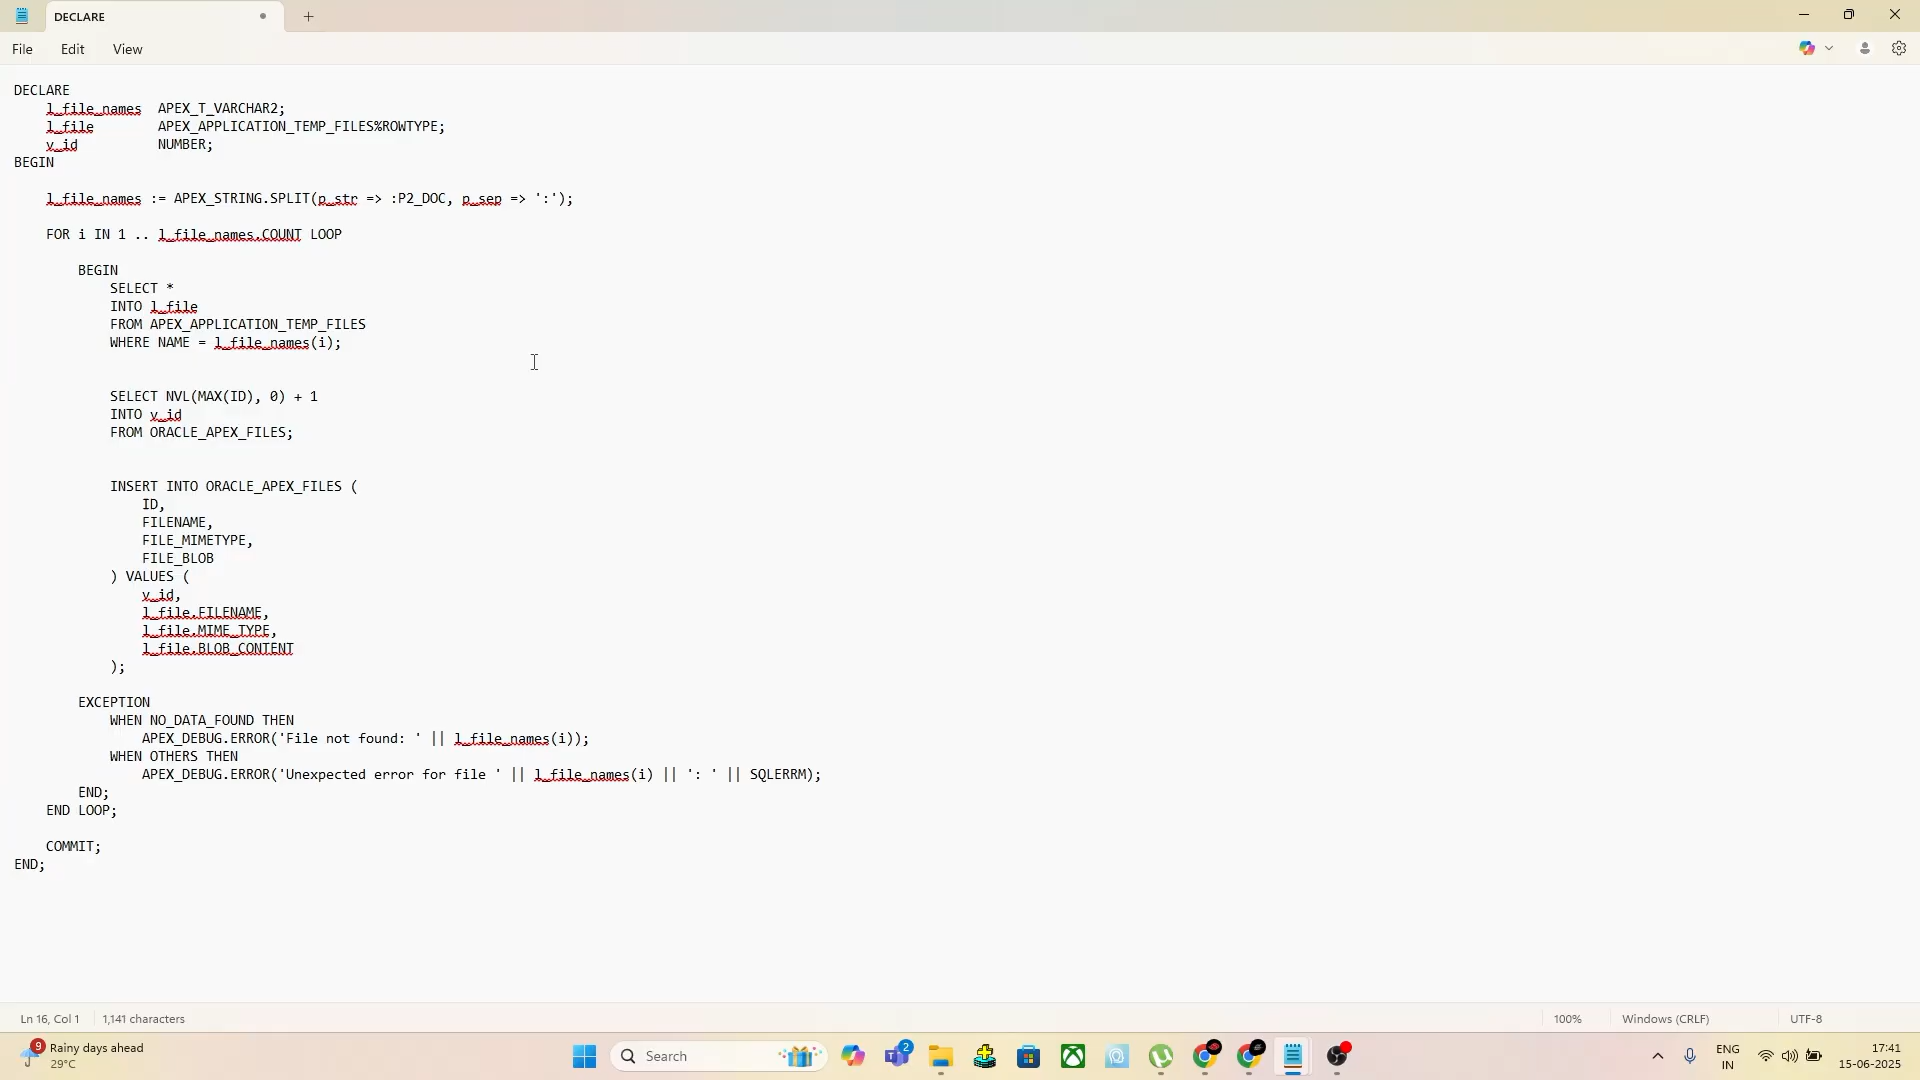 DECLARE
File
Edit
View
DECLARE
l_file_names APEX_T_VARCHAR2;
l_file APEX_APPLICATION_TEMP_FILES%ROWTYPE;
v_id NUMBER;
BEGIN
l_file_names := APEX_STRING.SPLIT(p_str => :P2_DOC, p_sep => ':');
FOR i IN 1 .. l_file_names.COUNT LOOP
BEGIN
SELECT *
INTO l_file
FROM APEX_APPLICATION_TEMP_FILES
WHERE NAME = l_file_names(i);
SELECT NVL(MAX(ID), 0) + 1
INTO v_id
FROM ORACLE_APEX_FILES;
INSERT INTO ORACLE_APEX_FILES (
ID,
FILENAME,
FILE_MIMETYPE,
FILE_BLOB
) VALUES (
v_id,
l_file.FILENAME,
l_file.MIME_TYPE,
l_file.BLOB_CONTENT
);
EXCEPTION
WHEN NO_DATA_FOUND THEN
APEX_DEBUG.ERROR('File not found: ' || l_file_names(i));
WHEN OTHERS THEN
APEX_DEBUG.ERROR('Unexpected error for file ' || l_file_names(i) || ': ' || SQLERRM);
END;
END LOOP;
COMMIT;
END;
Ln 16, Col 1
1,141 characters
100%
Windows (CRLF)
UTF-8
9
Rainy days ahead
29°C
Search
2
ENG
IN
17:41
15-06-2025